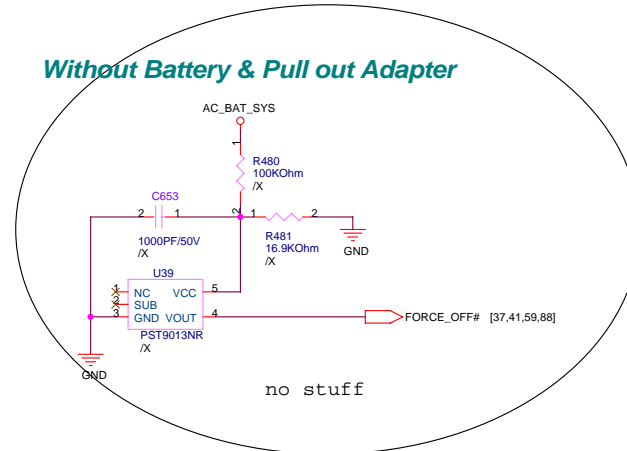 Without Battery & Pull out Adapter
AC_BAT_SYS
1
R480
100KOhm
/X
2
C653
2 1
1000PF/50V
/X
1 2
R481
16.9KOhm
/X
GND
U39
1 NC VCC 5
2 SUB
3 GND VOUT 4
PST9013NR
/X
FORCE_OFF# [37,41,59,88]
GND
no stuff